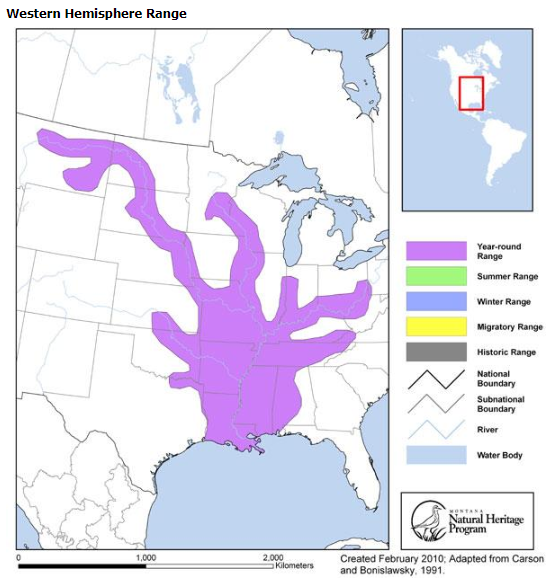 Western Hemisphere Range
Year-round
Range
Summer Range
Winter Range
Migratory Range
Historic Range
National
Boundary
Subnational
Boundary
River
Water Body
MONTANA
Natural Heritage
Program
0 1,000 2,000
Kilometers
Created February 2010; Adapted from Carson
and Bonislawsky, 1991.